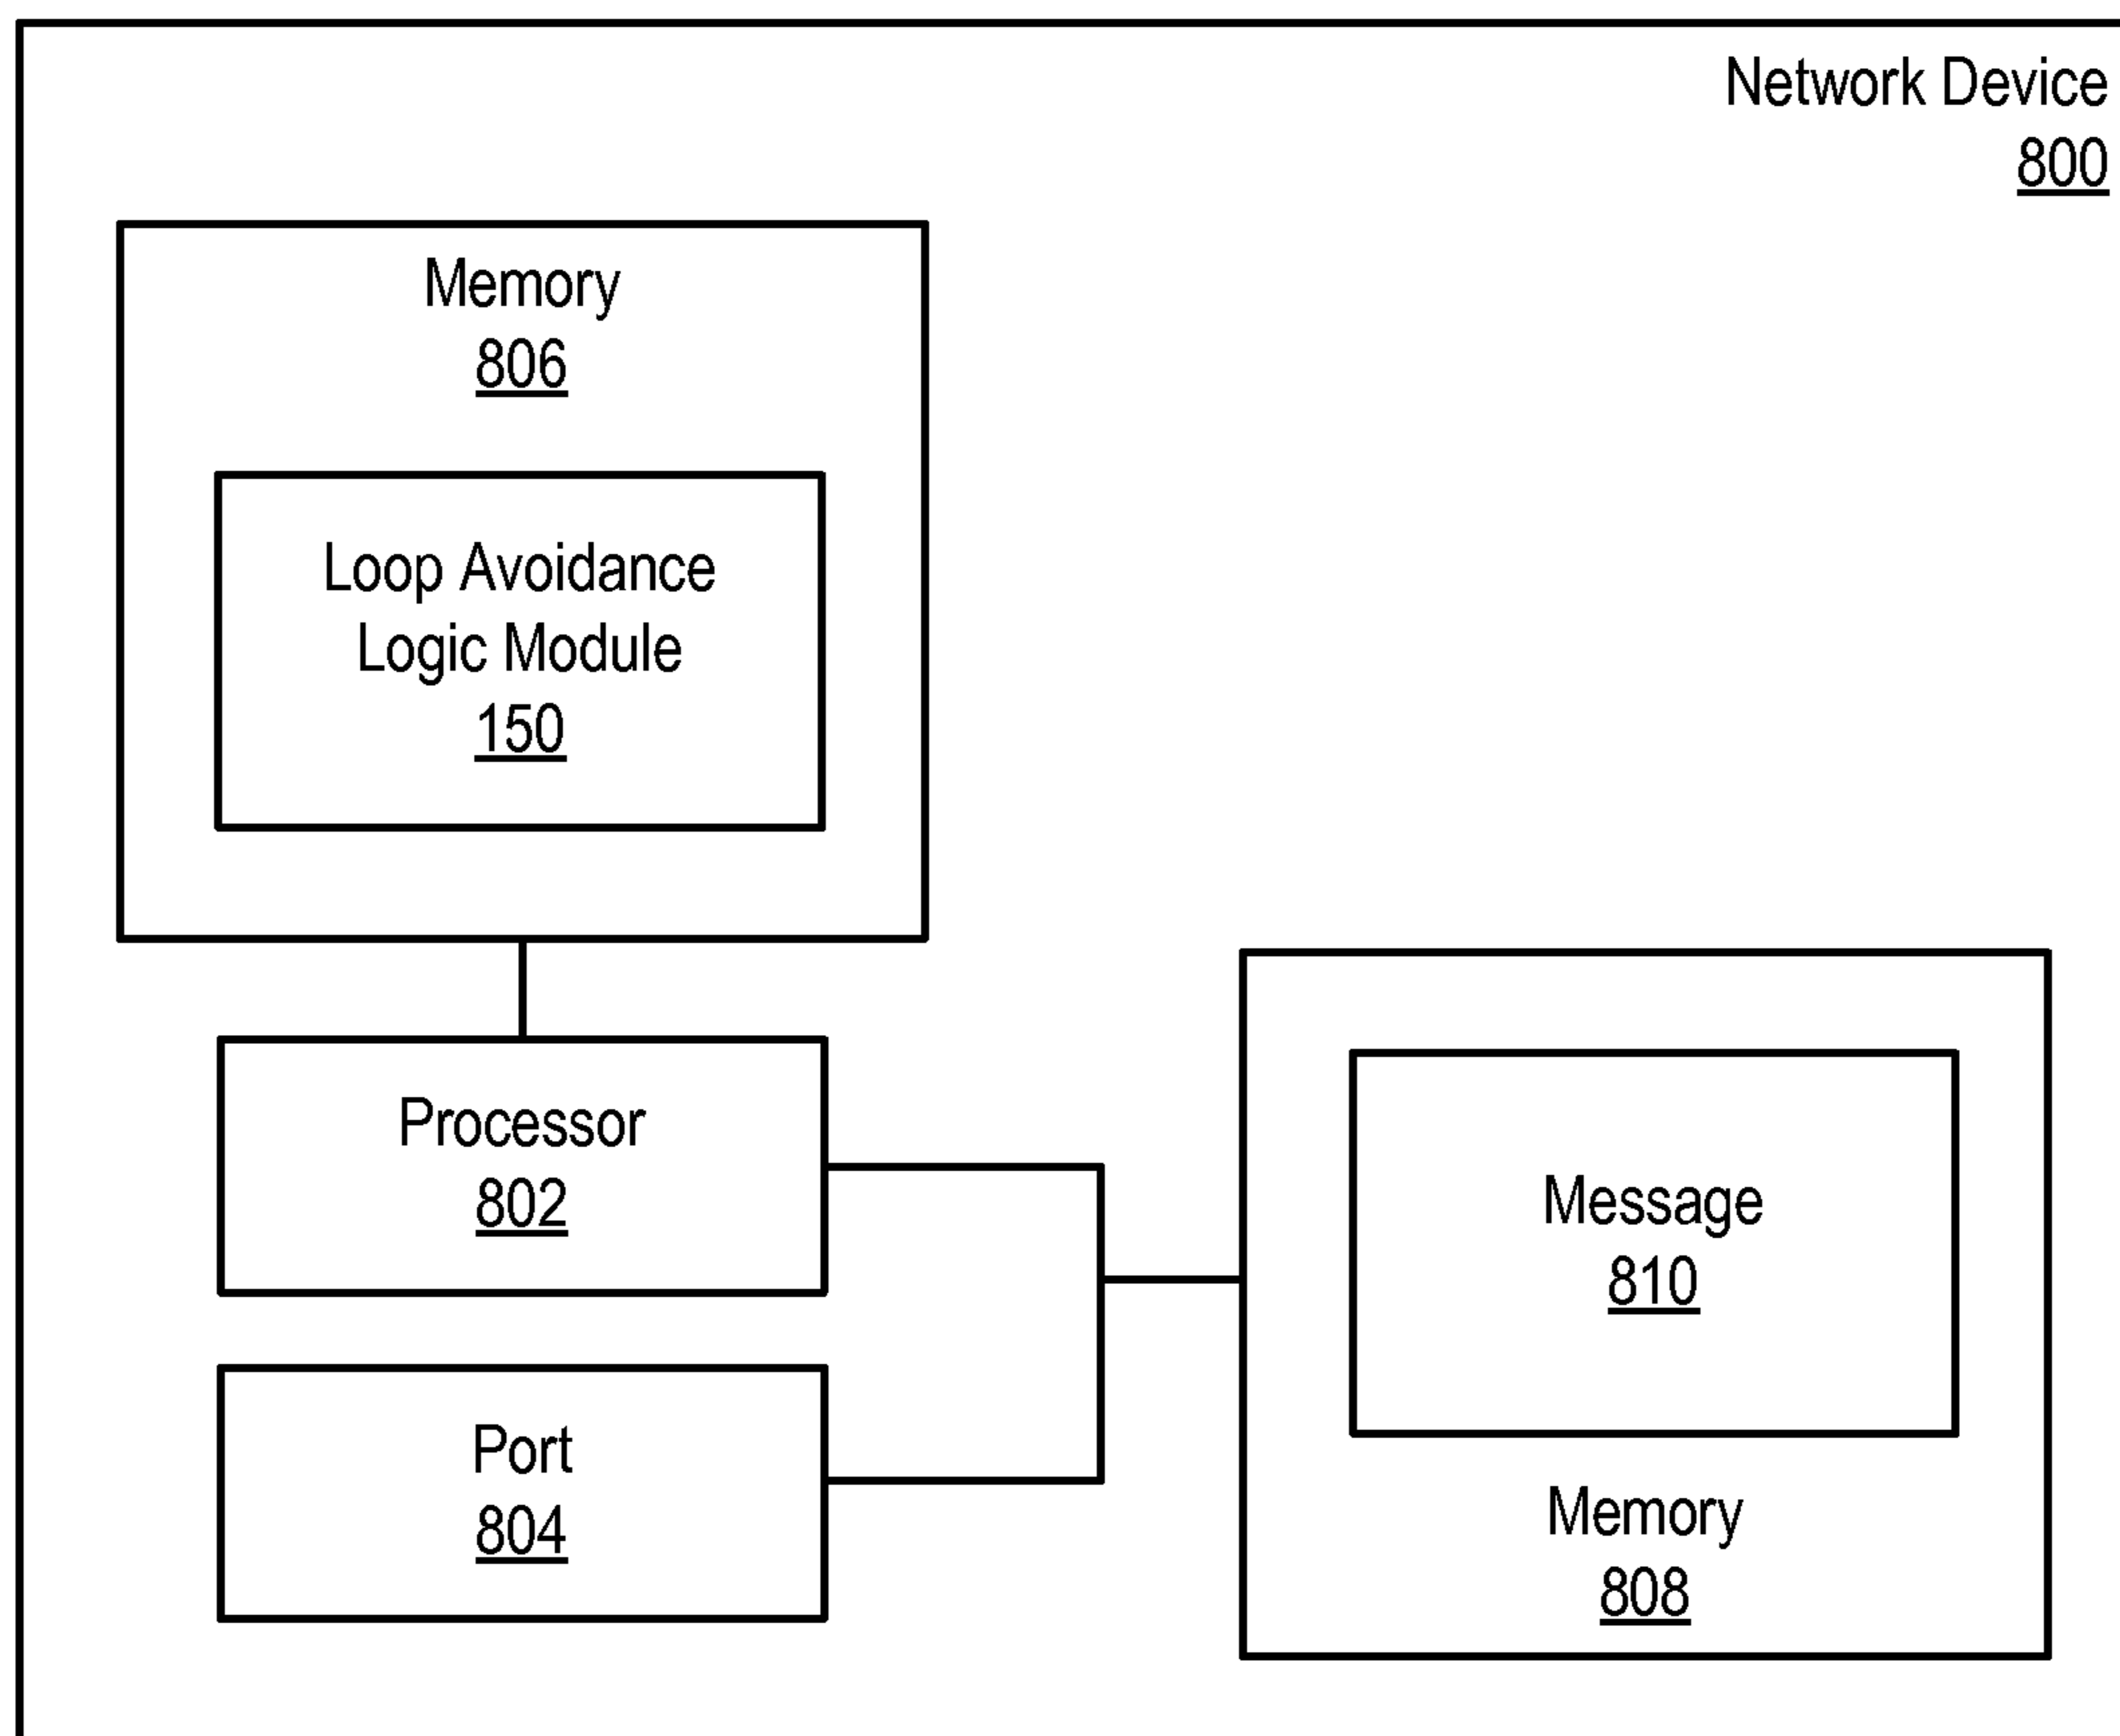 Network Device
800
Memory
806
Loop Avoidance
Logic Module
150
Processor
802
Port
804
Message
810
Memory
808